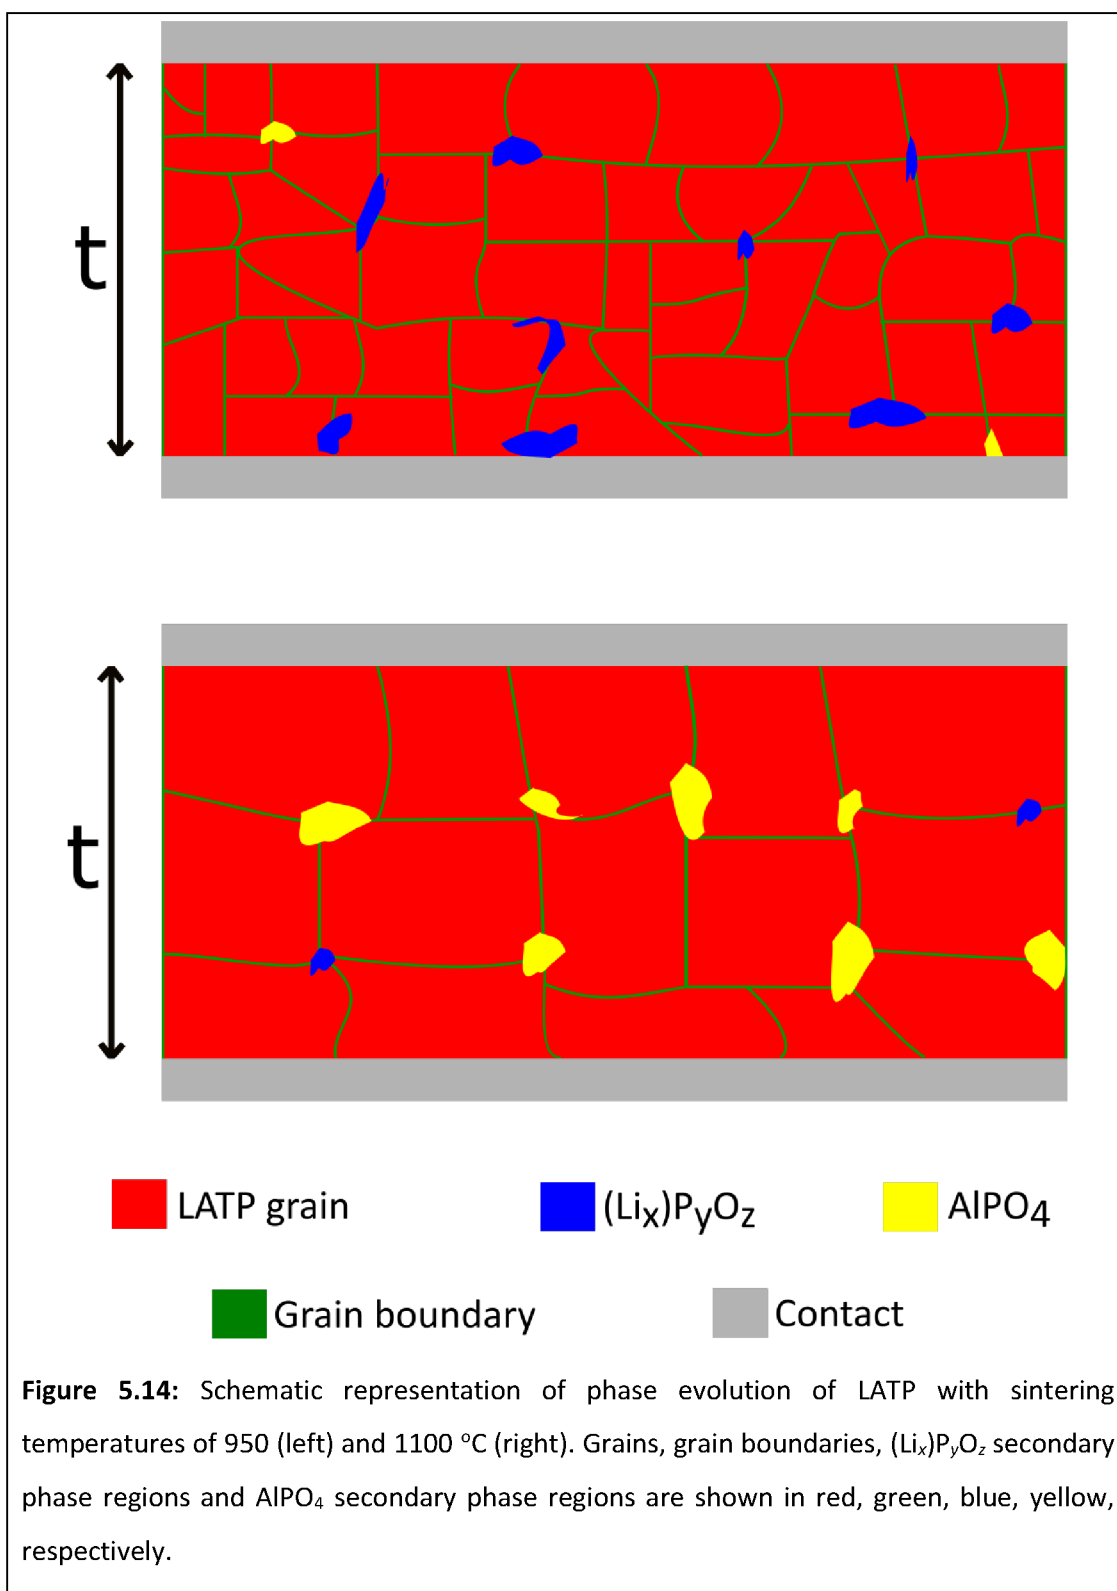 t
t
LATP grain
(Lix)PyOz
AlPO4
Grain boundary
Contact
Figure 5.14: Schematic representation of phase evolution of LATP with sintering
temperatures of 950 (left) and 1100 °C (right). Grains, grain boundaries, (Lix)PyOz secondary
phase regions and AlPO4 secondary phase regions are shown in red, green, blue, yellow,
respectively.